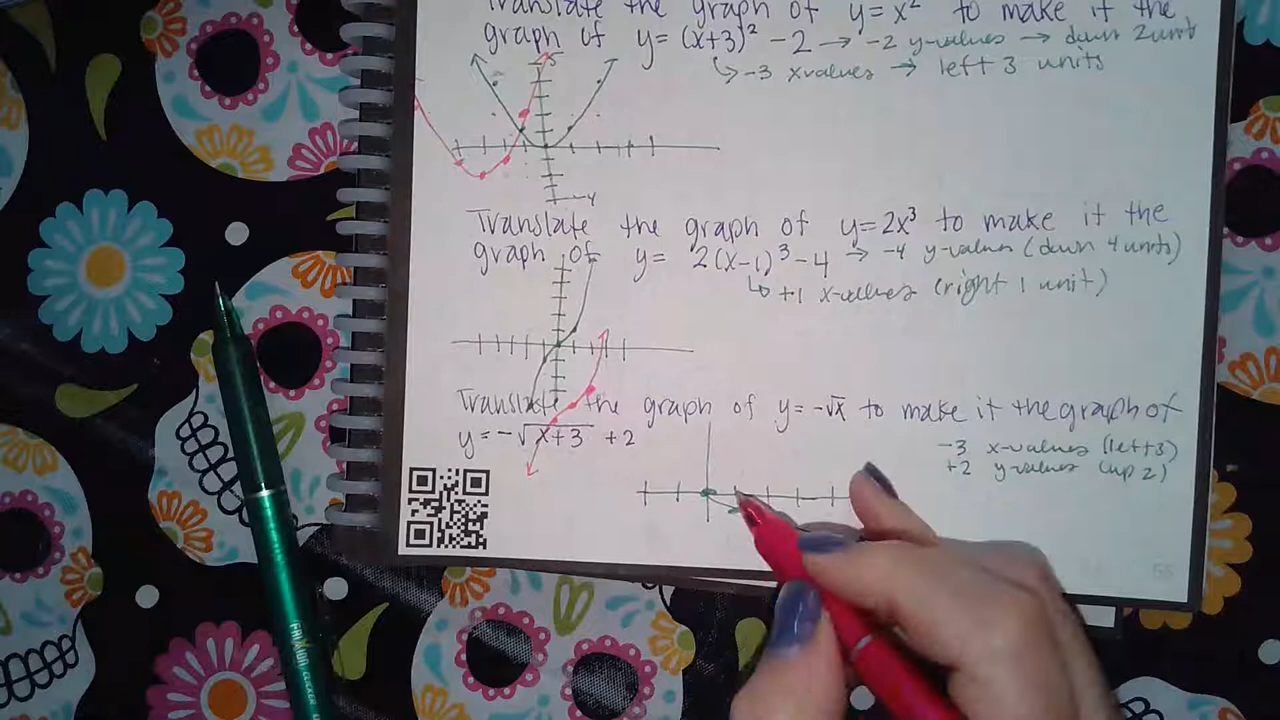 Translate the graph of y = x² to make it the
graph of y = (x+3)² - 2 → -2 y-values → down 2 unit
↳ -3 x values → left 3 units
5
-4
Translate the graph of y=2x³ to make it the
graph of y = 2(x-1)³ - 4 → -4 y-values (down 4 units)
↳ +1 x-values (right 1 unit)
Translate the graph of y = -√x to make it the graph of
y = -√x+3 + 2
-3 x-values (left 3)
+2 y-values (up 2)